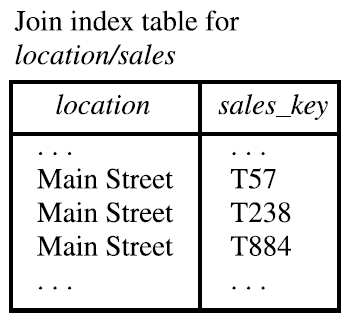 Join index table for
location/sales
location sales_key
. . . . . .
Main Street T57
Main Street T238
Main Street T884
. . . . . .